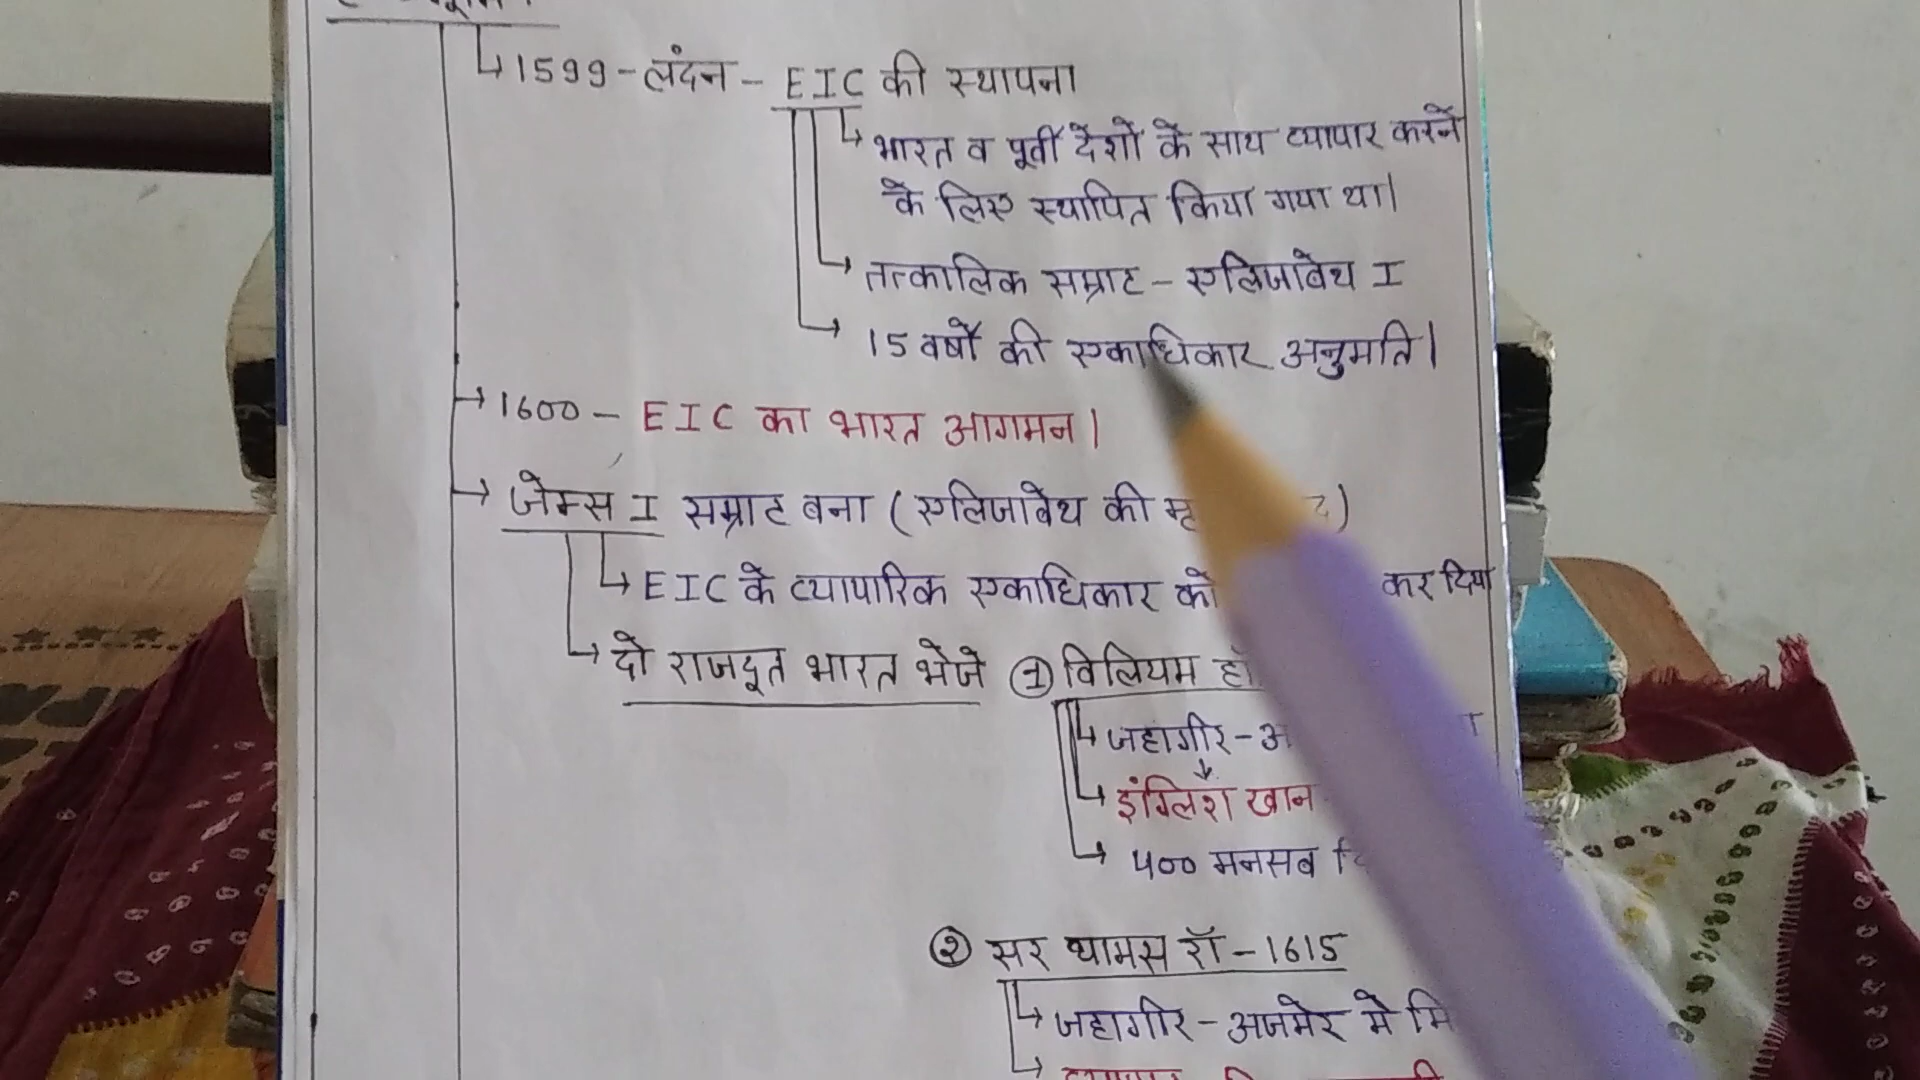 1599 - लंदन - EIC की स्थापना
भारत व पूर्वी देशों के साथ व्यापार करने
के लिए स्थापित किया गया था।
तत्कालिक सम्राट - एलिजाबेथ I
15 वर्षों की एकाधिकार अनुमति।
1600 - EIC का भारत आगमन।
जेम्स I सम्राट बना (एलिजाबेथ की
EIC के व्यापारिक एकाधिकार को कर दिया
दो राजदूत भारत भेजे ① विलियम
जहागीर -
इंग्लिश खान
400 मनसब
② सर थामस रॉ - 1615
जहागीर - अजमेर मे